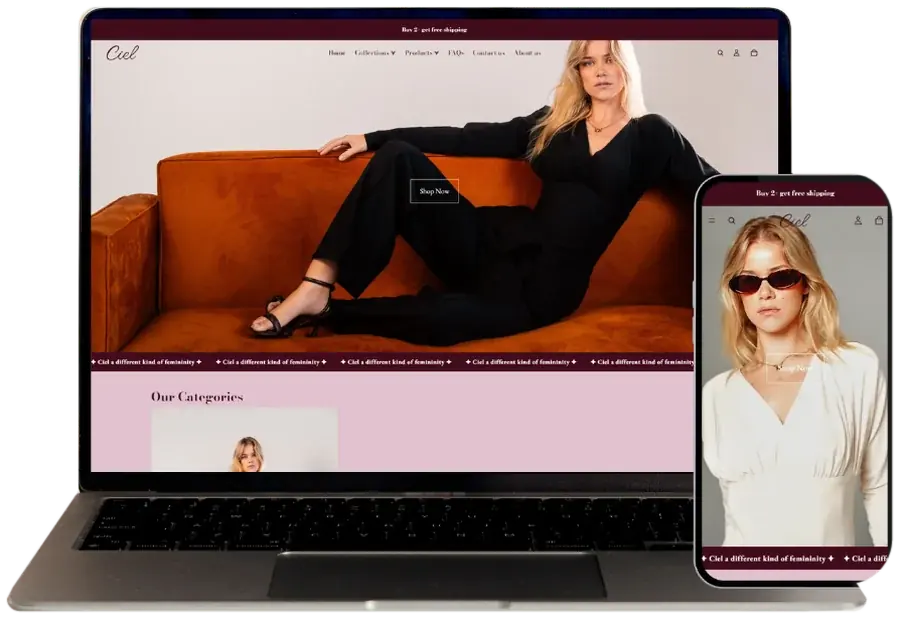 Buy 2- get free shipping
Ciel
Home Collections Products FAQs Contact us About us
Shop Now
✦ Ciel a different kind of femininity ✦ ✦ Ciel a different kind of femininity ✦ ✦ Ciel a different kind of femininity ✦ ✦ Ciel a different kind of femininity ✦ ✦ Ciel a different kind of femininity
Our Categories
Buy 2- get free shipping
Ciel
Shop Now
✦ Ciel a different kind of femininity ✦ ✦ Ciel a diff